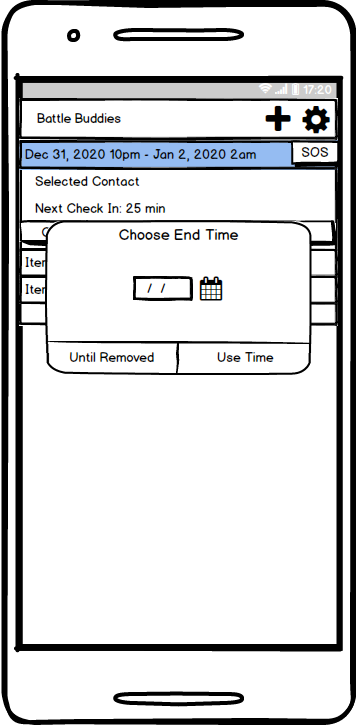 17:20
Battle Buddies
Dec 31, 2020 10pm - Jan 2, 2020 2am
SOS
Selected Contact
Next Check In: 25 min
Choose End Time
Iter
/ /
Iter
Until Removed
Use Time